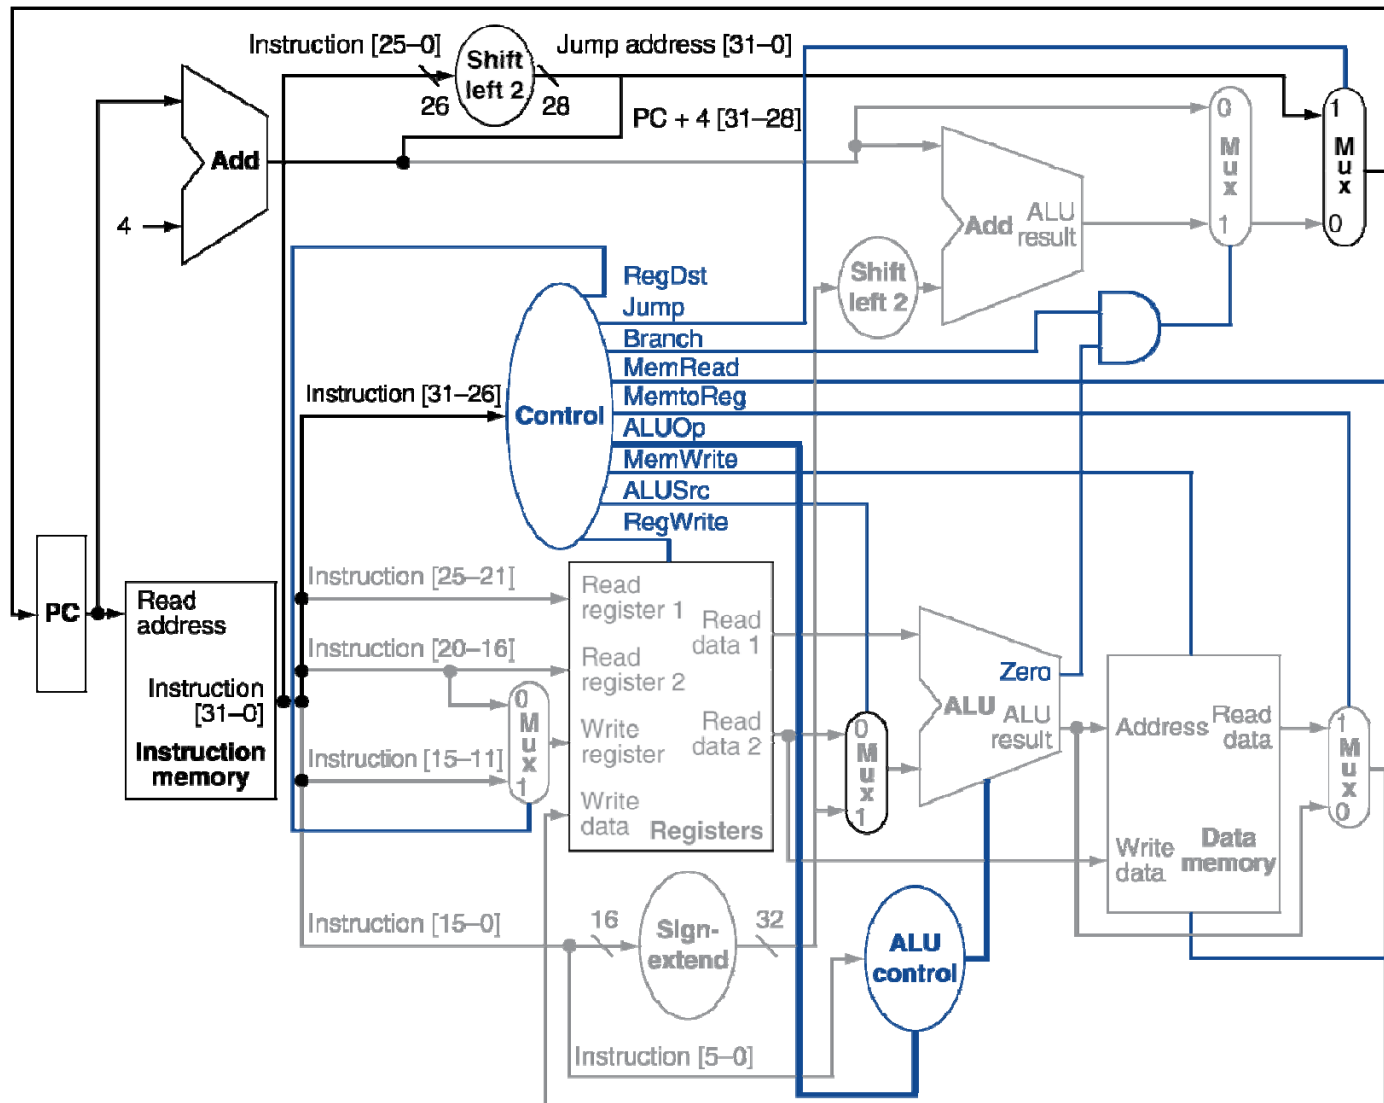 Instruction [25–0]
Shift
left 2
Jump address [31–0]
26
28
PC + 4 [31–28]
Add
4
0
M
u
x
1
1
M
u
x
0
Add
ALU
result
Shift
left 2
RegDst
Jump
Branch
MemRead
MemtoReg
ALUOp
MemWrite
ALUSrc
RegWrite
Instruction [31–26]
Control
PC
Read
address
Instruction
[31–0]
Instruction
memory
Instruction [25–21]
Instruction [20–16]
Instruction [15–11]
0
M
u
x
1
Read
register 1
Read
register 2
Write
register
Write
data
Read
data 1
Read
data 2
Registers
0
M
u
x
1
Zero
ALU
ALU
result
Address
Read
data
Write
data
Data
memory
1
M
u
x
0
Instruction [15–0]
16
Sign-
extend
32
ALU
control
Instruction [5–0]